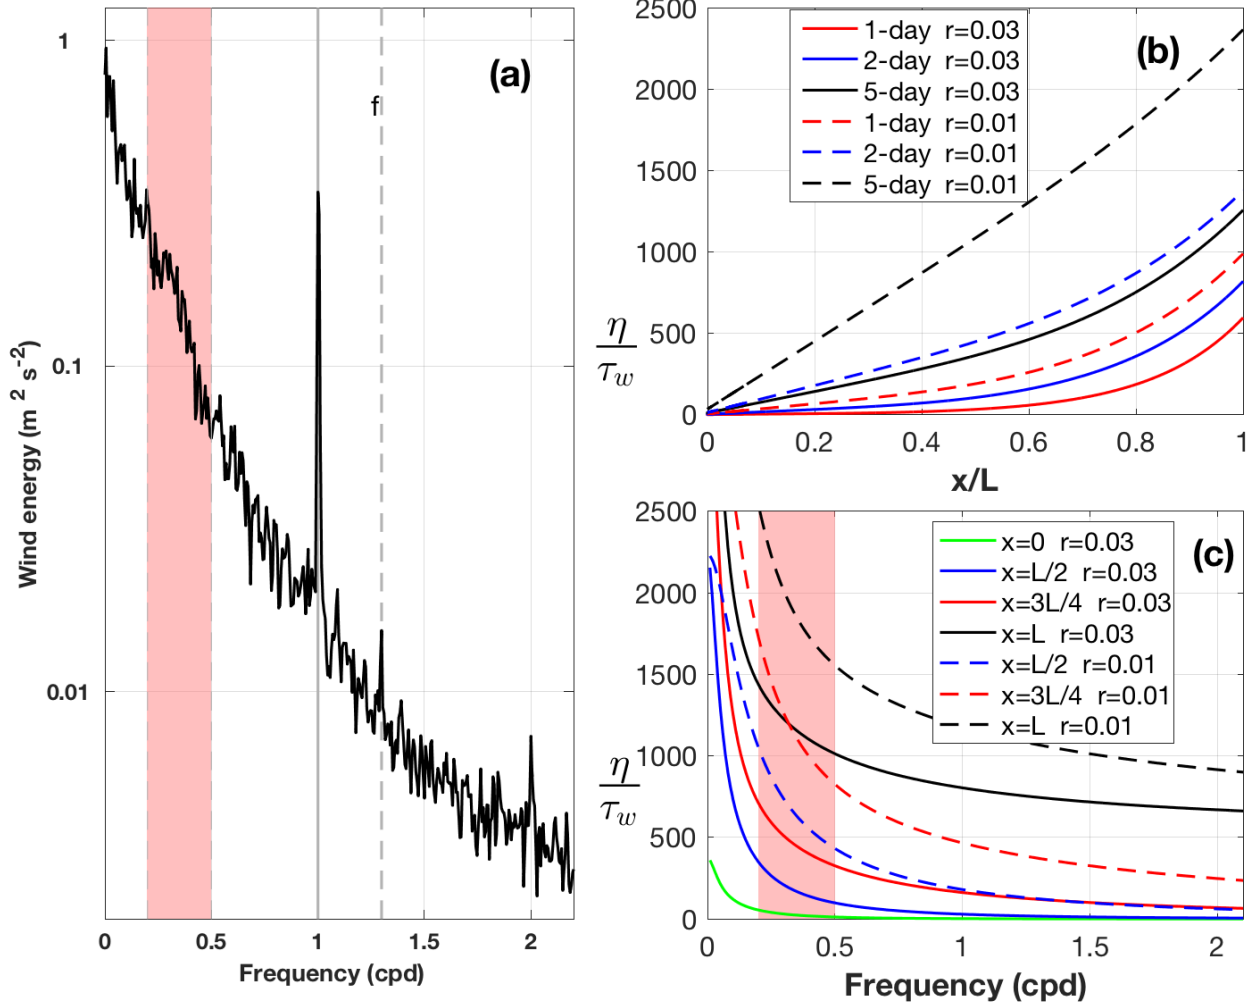 1
0.1
0.01
Wind energy (m 2 s-2)
(a)
f
0 0.5 1 1.5 2
Frequency (cpd)
2500
2000
1500
1000
500
0
η
τw
1-day r=0.03
2-day r=0.03
5-day r=0.03
1-day r=0.01
2-day r=0.01
5-day r=0.01
(b)
0 0.2 0.4 0.6 0.8 1
x/L
2500
2000
1500
1000
500
0
η
τw
x=0 r=0.03
x=L/2 r=0.03
x=3L/4 r=0.03
x=L r=0.03
x=L/2 r=0.01
x=3L/4 r=0.01
x=L r=0.01
(c)
0 0.5 1 1.5 2
Frequency (cpd)